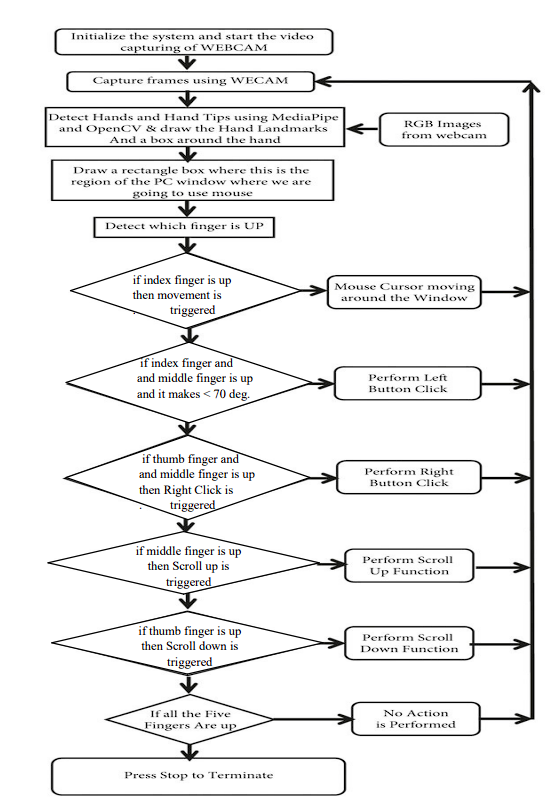 Initialize the system and start the video
capturing of WEBCAM
Capture frames using WECAM
Detect Hands and Hand Tips using MediaPipe
and OpenCV & draw the Hand Landmarks
And a box around the hand
RGB Images
from webcam
Draw a rectangle box where this is the
region of the PC window where we are
going to use mouse
Detect which finger is UP
if index finger is up
then movement is
triggered
Mouse Cursor moving
around the Window
if index finger and
and middle finger is up
and it makes < 70 deg.
Perform Left
Button Click
if thumb finger and
and middle finger is up
then Right Click is
triggered
Perform Right
Button Click
if middle finger is up
then Scroll up is
triggered
Perform Scroll
Up Function
if thumb finger is up
then Scroll down is
triggered
Perform Scroll
Down Function
If all the Five
Fingers Are up
No Action
is Performed
Press Stop to Terminate